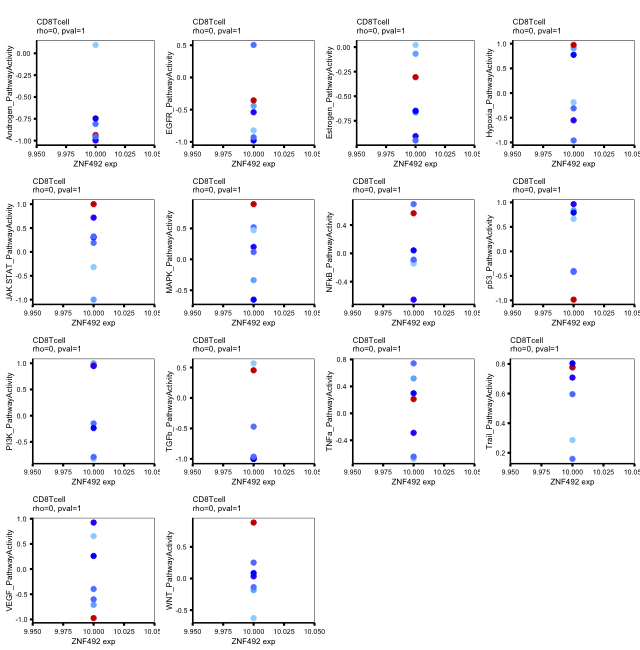 CD8Tcell
rho=0, pval=1
Androgen_PathwayActivity
0.00
-0.25
-0.50
-0.75
-1.00
9.950 9.975 10.000 10.025 10.05
ZNF492 exp
CD8Tcell
rho=0, pval=1
EGFR_PathwayActivity
0.5
0.0
-0.5
-1.0
9.950 9.975 10.000 10.025 10.05
ZNF492 exp
CD8Tcell
rho=0, pval=1
Estrogen_PathwayActivity
0.00
-0.25
-0.50
-0.75
9.950 9.975 10.000 10.025 10.05
ZNF492 exp
CD8Tcell
rho=0, pval=1
Hypoxia_PathwayActivity
1.0
0.5
0.0
-0.5
-1.0
9.950 9.975 10.000 10.025 10.05
ZNF492 exp
CD8Tcell
rho=0, pval=1
JAK.STAT_PathwayActivity
1.0
0.5
0.0
-0.5
-1.0
9.950 9.975 10.000 10.025 10.05
ZNF492 exp
CD8Tcell
rho=0, pval=1
MAPK_PathwayActivity
0.5
0.0
-0.5
9.950 9.975 10.000 10.025 10.05
ZNF492 exp
CD8Tcell
rho=0, pval=1
NFkB_PathwayActivity
0.4
0.0
-0.4
9.950 9.975 10.000 10.025 10.05
ZNF492 exp
CD8Tcell
rho=0, pval=1
p53_PathwayActivity
1.0
0.5
0.0
-0.5
-1.0
9.950 9.975 10.000 10.025 10.05
ZNF492 exp
CD8Tcell
rho=0, pval=1
PI3K_PathwayActivity
1.0
0.5
0.0
-0.5
9.950 9.975 10.000 10.025 10.05
ZNF492 exp
CD8Tcell
rho=0, pval=1
TGFb_PathwayActivity
0.5
0.0
-0.5
-1.0
9.950 9.975 10.000 10.025 10.05
ZNF492 exp
CD8Tcell
rho=0, pval=1
TNFa_PathwayActivity
0.8
0.4
0.0
-0.4
9.950 9.975 10.000 10.025 10.05
ZNF492 exp
CD8Tcell
rho=0, pval=1
Trail_PathwayActivity
0.8
0.6
0.4
0.2
9.950 9.975 10.000 10.025 10.05
ZNF492 exp
CD8Tcell
rho=0, pval=1
VEGF_PathwayActivity
1.0
0.5
0.0
-0.5
-1.0
9.950 9.975 10.000 10.025 10.05
ZNF492 exp
CD8Tcell
rho=0, pval=1
WNT_PathwayActivity
0.5
0.0
-0.5
9.950 9.975 10.000 10.025 10.050
ZNF492 exp